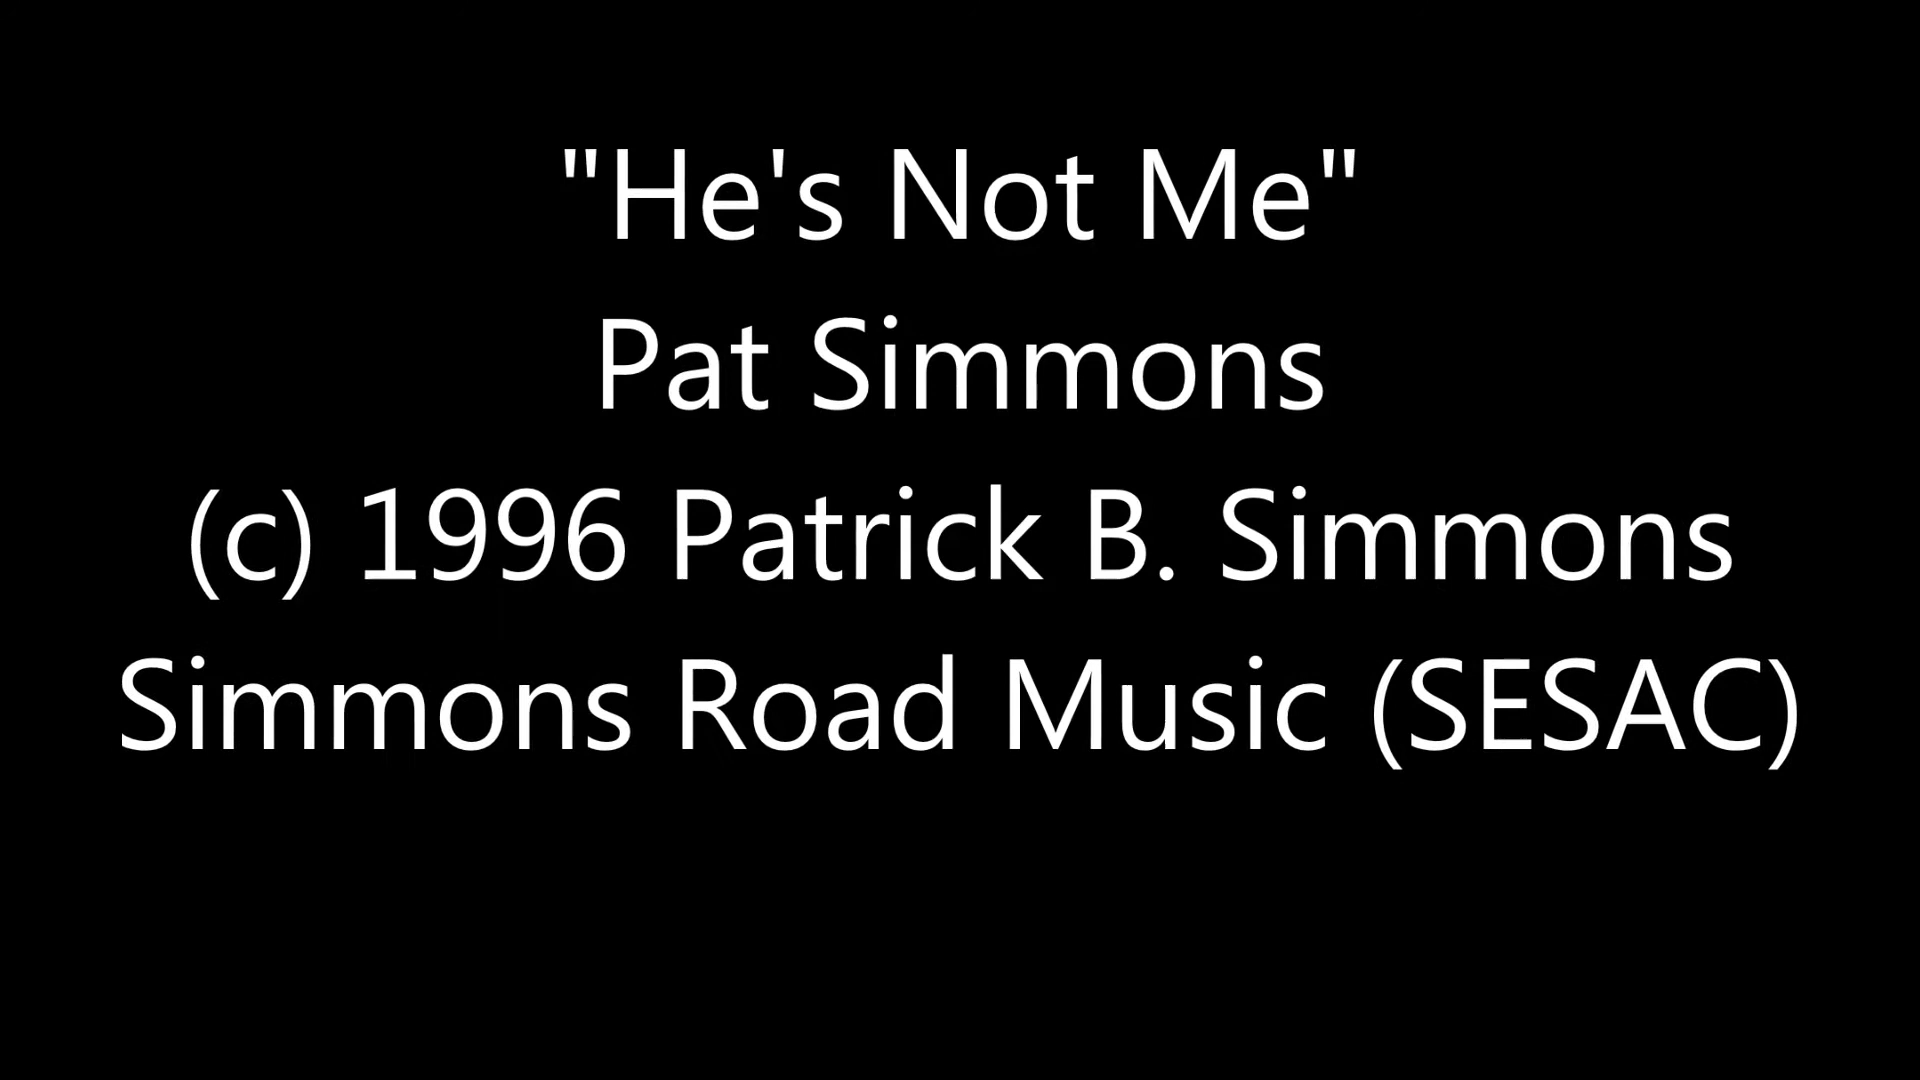 "He's Not Me"
Pat Simmons
(c) 1996 Patrick B. Simmons
Simmons Road Music (SESAC)